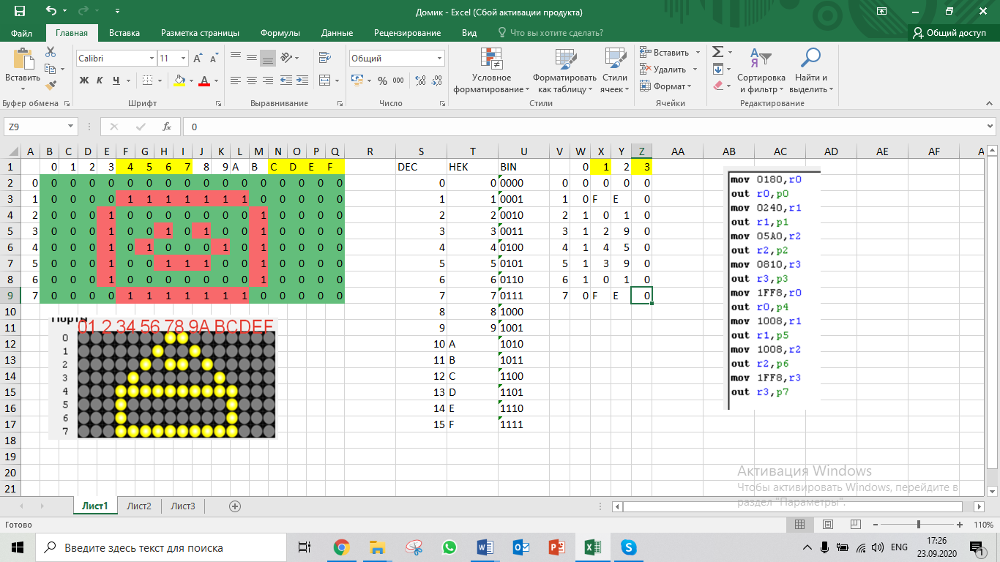 Домик - Excel (Сбой активации продукта)
Файл Главная Вставка Разметка страницы Формулы Данные Рецензирование Вид Что вы хотите сделать? Общий доступ
Вставить
Calibri 11
Ж К Ч
Общий
% 000
Условное форматирование
Форматировать как таблицу
Стили ячеек
Вставить
Удалить
Формат
Сортировка и фильтр
Найти и выделить
Буфер обмена Шрифт Выравнивание Число Стили Ячейки Редактирование
Z9 fx 0
A B C D E F G H I J K L M N O P Q R S T U V W X Y Z AA AB AC AD AE AF A
1 0 1 2 3 4 5 6 7 8 9 A B C D E F DEC HEK BIN 0 1 2 3
2 0 0 0 0 0 0 0 0 0 0 0 0 0 0 0 0 0 0 0 0000 0 0 0 0 0
3 1 0 0 0 0 1 1 1 1 1 1 1 0 0 0 0 0 1 1 0001 1 0 F E 0
4 2 0 0 0 1 0 0 0 0 0 0 0 1 0 0 0 0 2 2 0010 2 1 0 1 0
5 3 0 0 0 1 0 0 1 0 1 0 0 1 0 0 0 0 3 3 0011 3 1 2 9 0
6 4 0 0 0 1 0 1 0 0 0 1 0 1 0 0 0 0 4 4 0100 4 1 4 5 0
7 5 0 0 0 1 0 0 1 1 1 0 0 1 0 0 0 0 5 5 0101 5 1 3 9 0
8 6 0 0 0 1 0 0 0 0 0 0 0 1 0 0 0 0 6 6 0110 6 1 0 1 0
9 7 0 0 0 0 1 1 1 1 1 1 1 0 0 0 0 0 7 7 0111 7 0 F E 0
10 8 8 1000
11 9 9 1001
12 10 A 1010
13 11 B 1011
14 12 C 1100
15 13 D 1101
16 14 E 1110
17 15 F 1111
18
19
20
21
01 2 34 56 78 9A BCDEF
0
1
2
3
4
5
6
7
mov 0180,r0
out r0,p0
mov 0240,r1
out r1,p1
mov 05A0,r2
out r2,p2
mov 0810,r3
out r3,p3
mov 1FF8,r0
out r0,p4
mov 1008,r1
out r1,p5
mov 1008,r2
out r2,p6
mov 1FF8,r3
out r3,p7
Активация Windows
Чтобы активировать Windows, перейдите в
раздел "Параметры".
Лист1 Лист2 Лист3
Готово 110%
Введите здесь текст для поиска
ENG
17:26
23.09.2020
1